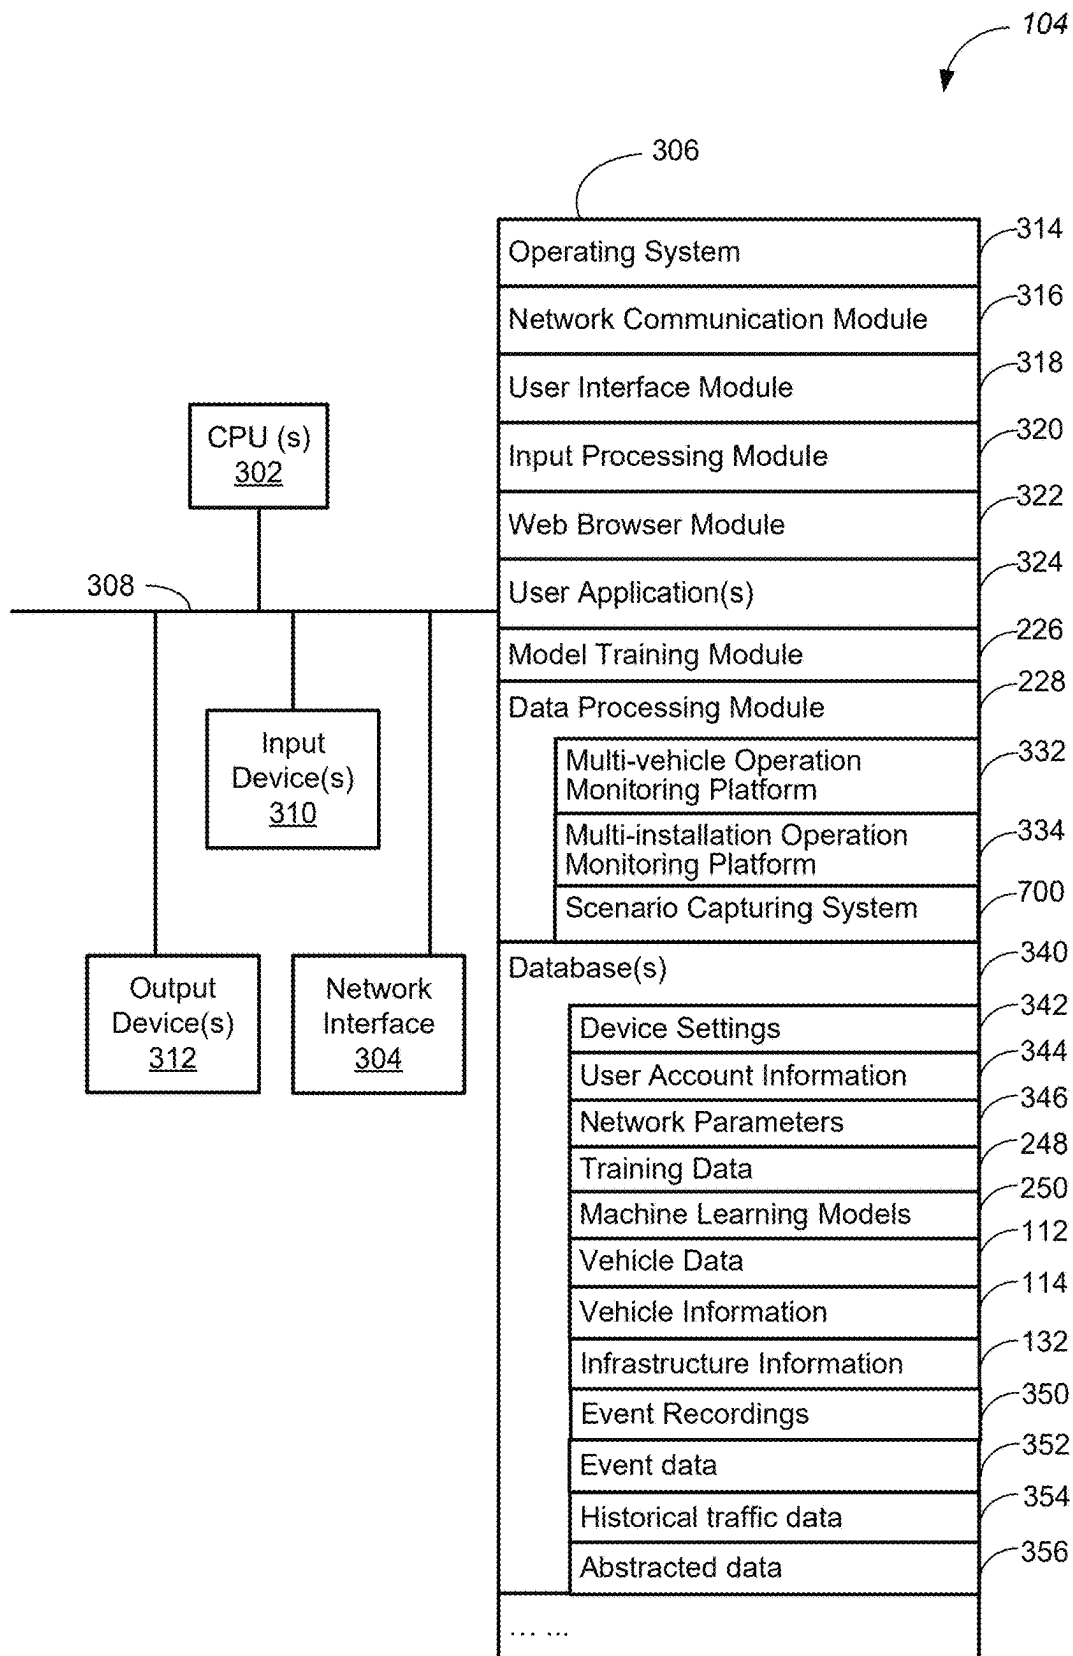 104
306
Operating System
314
Network Communication Module
316
User Interface Module
318
CPU (s)
302
Input Processing Module
320
Web Browser Module
322
308
User Application(s)
324
Model Training Module
226
Data Processing Module
228
Input
Device(s)
310
Multi-vehicle Operation
Monitoring Platform
332
Multi-installation Operation
Monitoring Platform
334
Scenario Capturing System
700
Output
Device(s)
312
Network
Interface
304
Database(s)
340
Device Settings
342
User Account Information
344
Network Parameters
346
Training Data
248
Machine Learning Models
250
Vehicle Data
112
Vehicle Information
114
Infrastructure Information
132
Event Recordings
350
Event data
352
Historical traffic data
354
Abstracted data
356
... ...